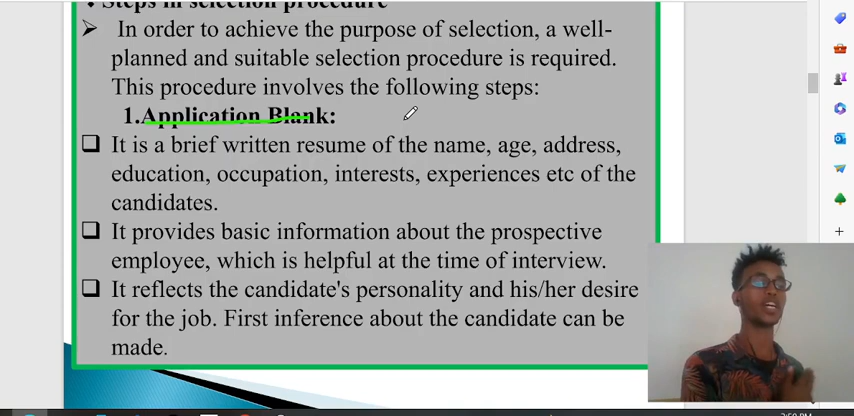 ❖ Steps in selection procedure
➢ In order to achieve the purpose of selection, a well-
planned and suitable selection procedure is required.
This procedure involves the following steps:
1.Application Blank:
❑ It is a brief written resume of the name, age, address,
education, occupation, interests, experiences etc of the
candidates.
❑ It provides basic information about the prospective
employee, which is helpful at the time of interview.
❑ It reflects the candidate's personality and his/her desire
for the job. First inference about the candidate can be
made.